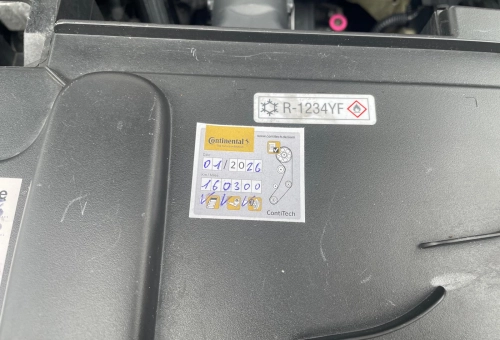 R-1234YF
Continental
01/2026
160300
ContiTech